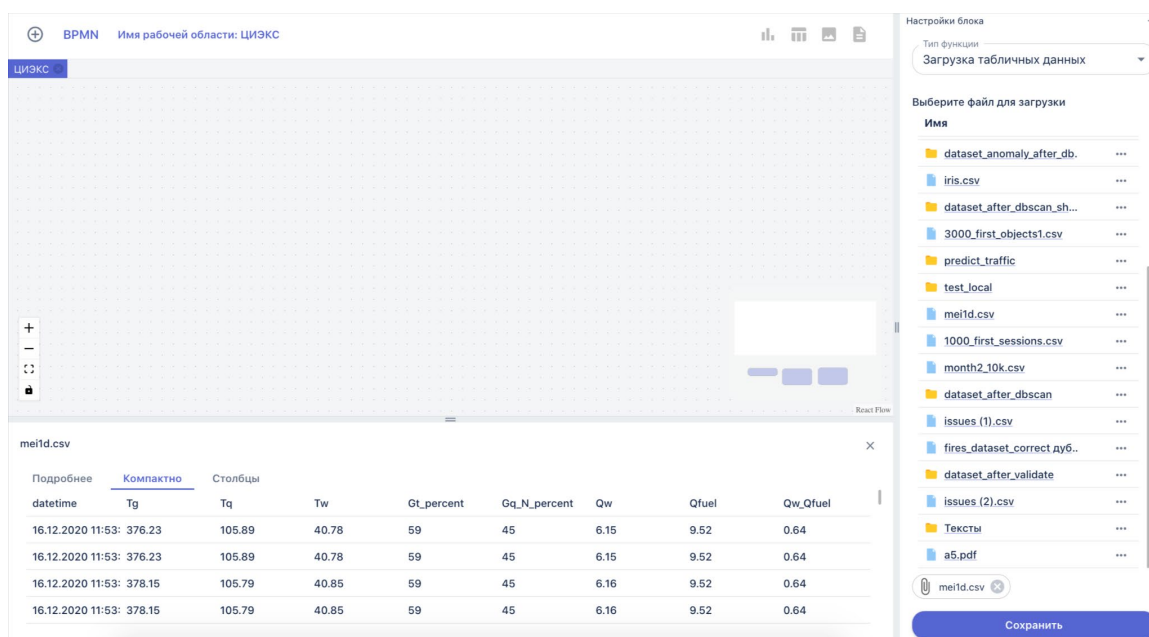 BPMN Имя рабочей области: ЦИЭКС
ЦИЭКС
React Flow
mei1d.csv
Подробнее Компактно Столбцы
datetime Tg Tq Tw Gt_percent Gq_N_percent Qw Qfuel Qw_Qfuel
16.12.2020 11:53: 376.23 105.89 40.78 59 45 6.15 9.52 0.64
16.12.2020 11:53: 376.23 105.89 40.78 59 45 6.15 9.52 0.64
16.12.2020 11:53: 378.15 105.79 40.85 59 45 6.16 9.52 0.64
16.12.2020 11:53: 378.15 105.79 40.85 59 45 6.16 9.52 0.64
Настройки блока
Тип функции
Загрузка табличных данных
Выберите файл для загрузки
Имя
dataset_anomaly_after_db.
iris.csv
dataset_after_dbscan_sh...
3000_first_objects1.csv
predict_traffic
test_local
mei1d.csv
1000_first_sessions.csv
month2_10k.csv
dataset_after_dbscan
issues (1).csv
fires_dataset_correct дуб..
dataset_after_validate
issues (2).csv
Тексты
a5.pdf
mei1d.csv
Сохранить